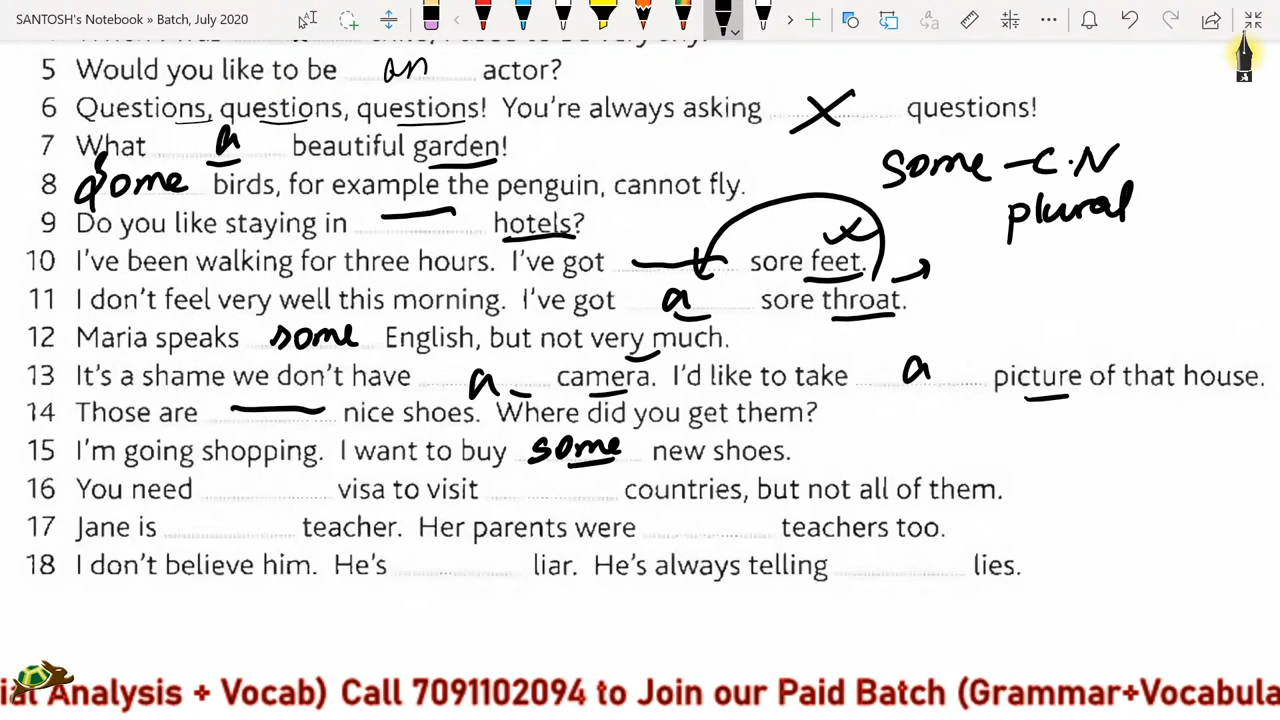 SANTOSH's Notebook » Batch, July 2020
5 Would you like to be an actor?
6 Questions, questions, questions! You're always asking X questions!
7 What a beautiful garden!
some – C.N
plural
8 Some birds, for example the penguin, cannot fly.
9 Do you like staying in hotels?
10 I've been walking for three hours. I've got — sore feet.
11 I don't feel very well this morning. I've got a sore throat.
12 Maria speaks some English, but not very much.
13 It's a shame we don't have a camera. I'd like to take a picture of that house.
14 Those are — nice shoes. Where did you get them?
15 I'm going shopping. I want to buy some new shoes.
16 You need visa to visit countries, but not all of them.
17 Jane is teacher. Her parents were teachers too.
18 I don't believe him. He's liar. He's always telling lies.
Analysis + Vocab) Call 7091102094 to Join our Paid Batch (Grammar+Vocabula